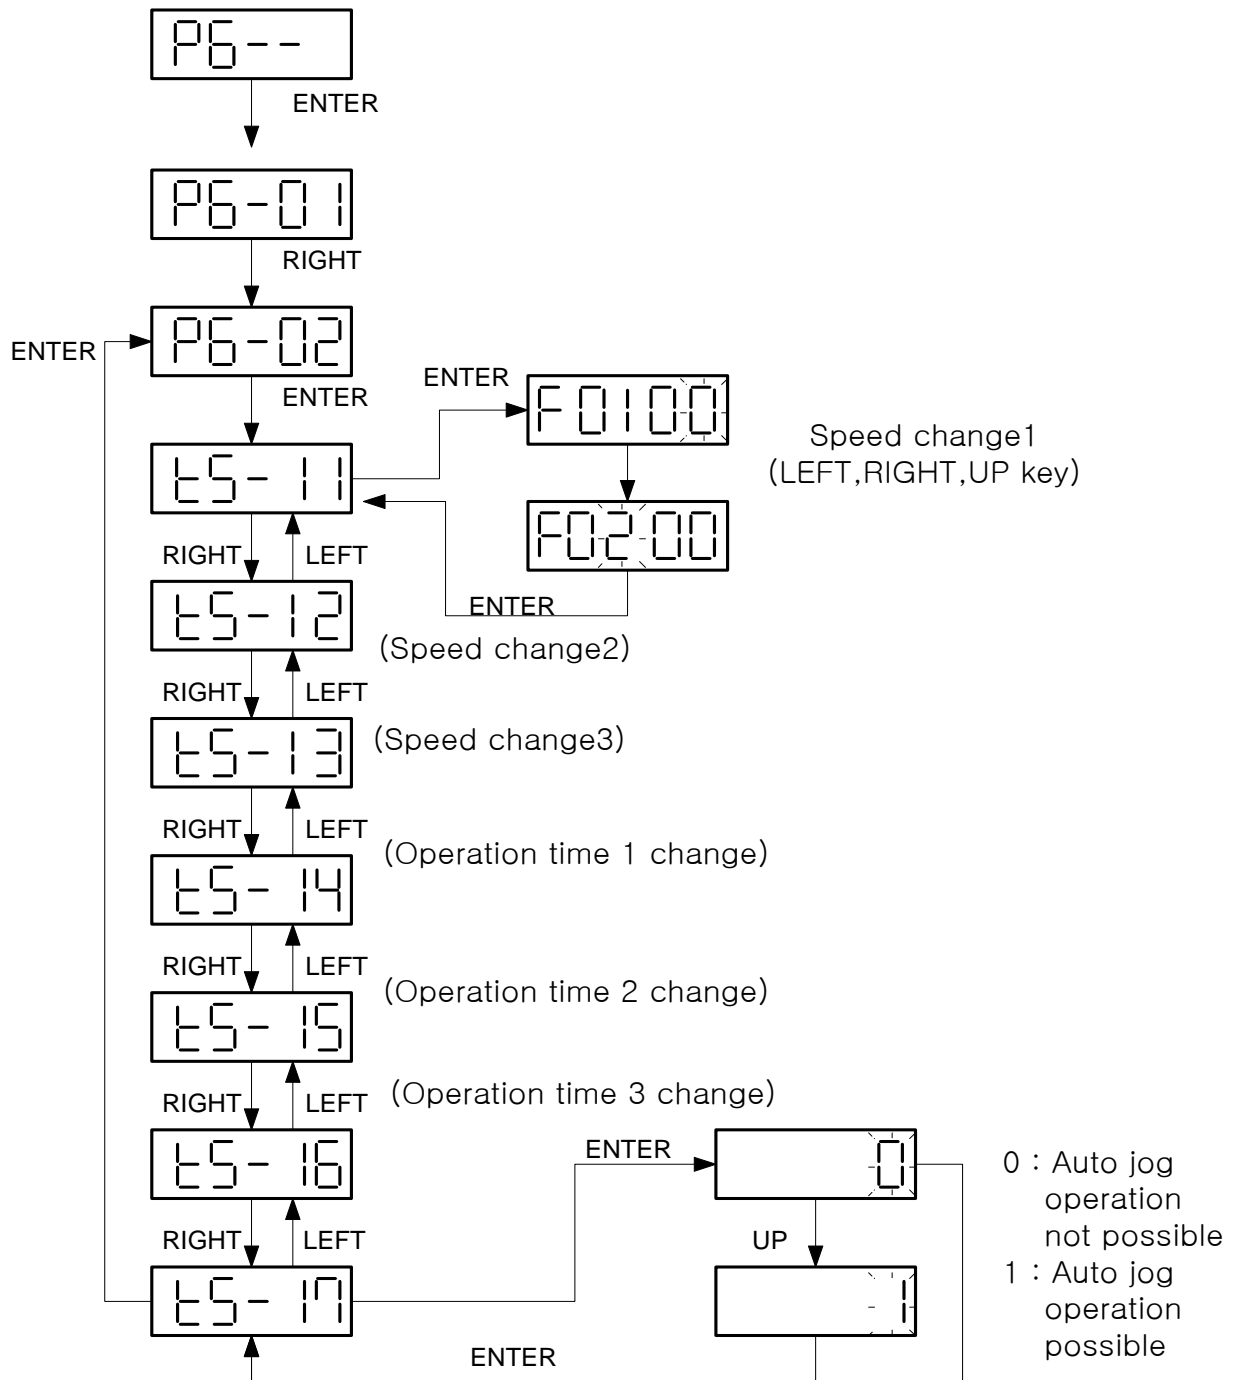 P6--
ENTER
P6-01
RIGHT
P6-02
ENTER
ENTER
ENTER
F0100
Speed change1
(LEFT,RIGHT,UP key)
tS-11
F0200
RIGHT
LEFT
ENTER
tS-12
(Speed change2)
RIGHT
LEFT
tS-13
(Speed change3)
RIGHT
LEFT
(Operation time 1 change)
tS-14
RIGHT
LEFT
(Operation time 2 change)
tS-15
RIGHT
LEFT
(Operation time 3 change)
tS-16
ENTER
0
0 : Auto jog
operation
not possible
RIGHT
LEFT
UP
tS-17
1
1 : Auto jog
operation
possible
ENTER